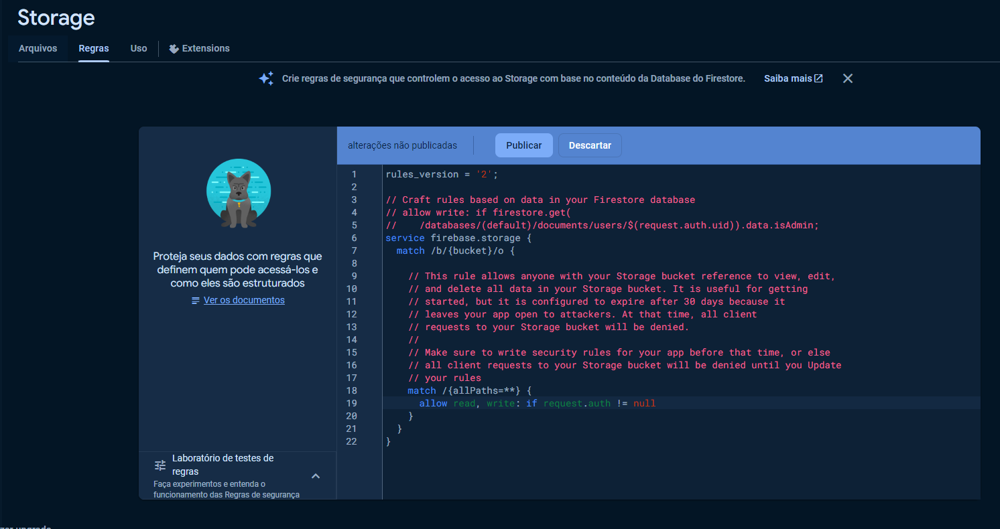 Storage
Arquivos Regras Uso Extensions
Crie regras de segurança que controlem o acesso ao Storage com base no conteúdo da Database do Firestore. Saiba mais
alterações não publicadas Publicar Descartar
Proteja seus dados com regras que
definem quem pode acessá-los e
como eles são estruturados
Ver os documentos
1 rules_version = '2';
2
3 // Craft rules based on data in your Firestore database
4 // allow write: if firestore.get(
5 //    /databases/(default)/documents/users/$(request.auth.uid)).data.isAdmin;
6 service firebase.storage {
7   match /b/{bucket}/o {
8
9     // This rule allows anyone with your Storage bucket reference to view, edit,
10     // and delete all data in your Storage bucket. It is useful for getting
11     // started, but it is configured to expire after 30 days because it
12     // leaves your app open to attackers. At that time, all client
13     // requests to your Storage bucket will be denied.
14     //
15     // Make sure to write security rules for your app before that time, or else
16     // all client requests to your Storage bucket will be denied until you Update
17     // your rules
18     match /{allPaths=**} {
19       allow read, write: if request.auth != null
20     }
21   }
22 }
Laboratório de testes de
regras
Faça experimentos e entenda o
funcionamento das Regras de segurança